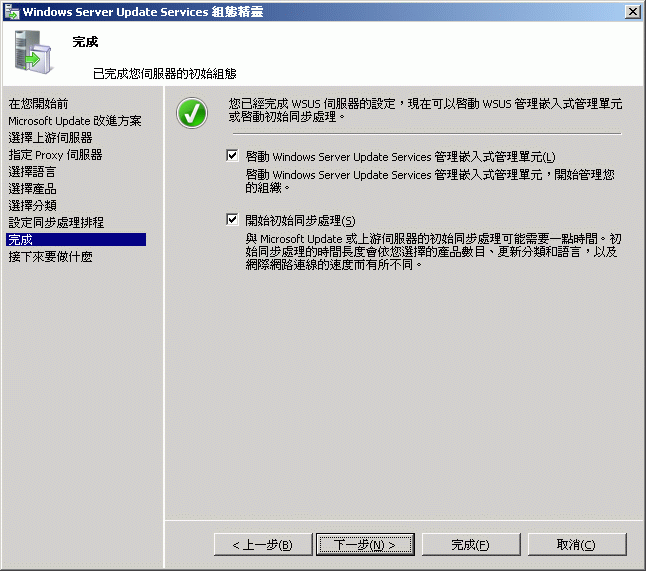 Windows Server Update Services 組態精靈
完成
已完成您伺服器的初始組態
在您開始前
Microsoft Update 改進方案
選擇上游伺服器
指定 Proxy 伺服器
選擇語言
選擇產品
選擇分類
設定同步處理排程
完成
接下來要做什麼
您已經完成 WSUS 伺服器的設定，現在可以啓動 WSUS 管理嵌入式管理單元
或啓動初始同步處理。
啓動 Windows Server Update Services 管理嵌入式管理單元(L)
啓動 Windows Server Update Services 管理嵌入式管理單元，開始管理您
的組織。
開始初始同步處理(S)
與 Microsoft Update 或上游伺服器的初始同步處理可能需要一點時間。初
始同步處理的時間長度會依您選擇的產品數目、更新分類和語言，以及
網際網路連線的速度而有所不同。
< 上一步(B)
下一步(N) >
完成(F)
取消(C)